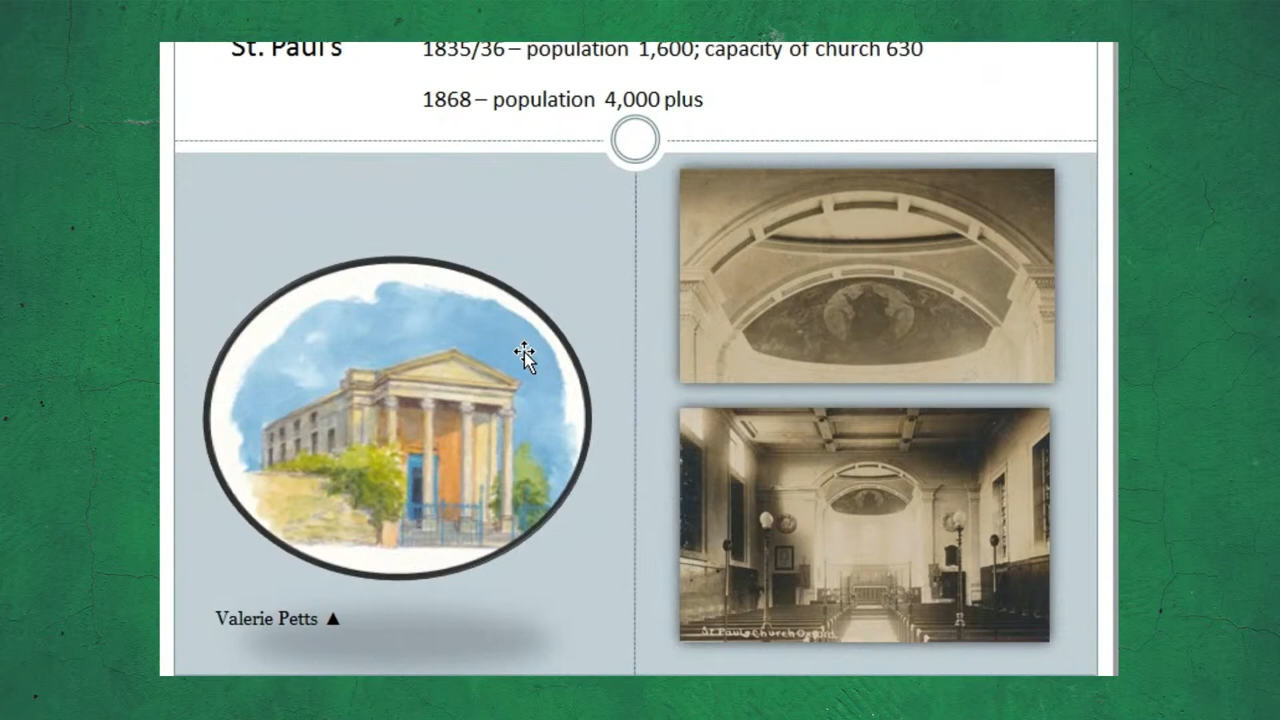 St. Paul's
1835/36 – population 1,600; capacity of church 630
1868 – population 4,000 plus
Valerie Petts ▲
St Pauls Church Oxford.